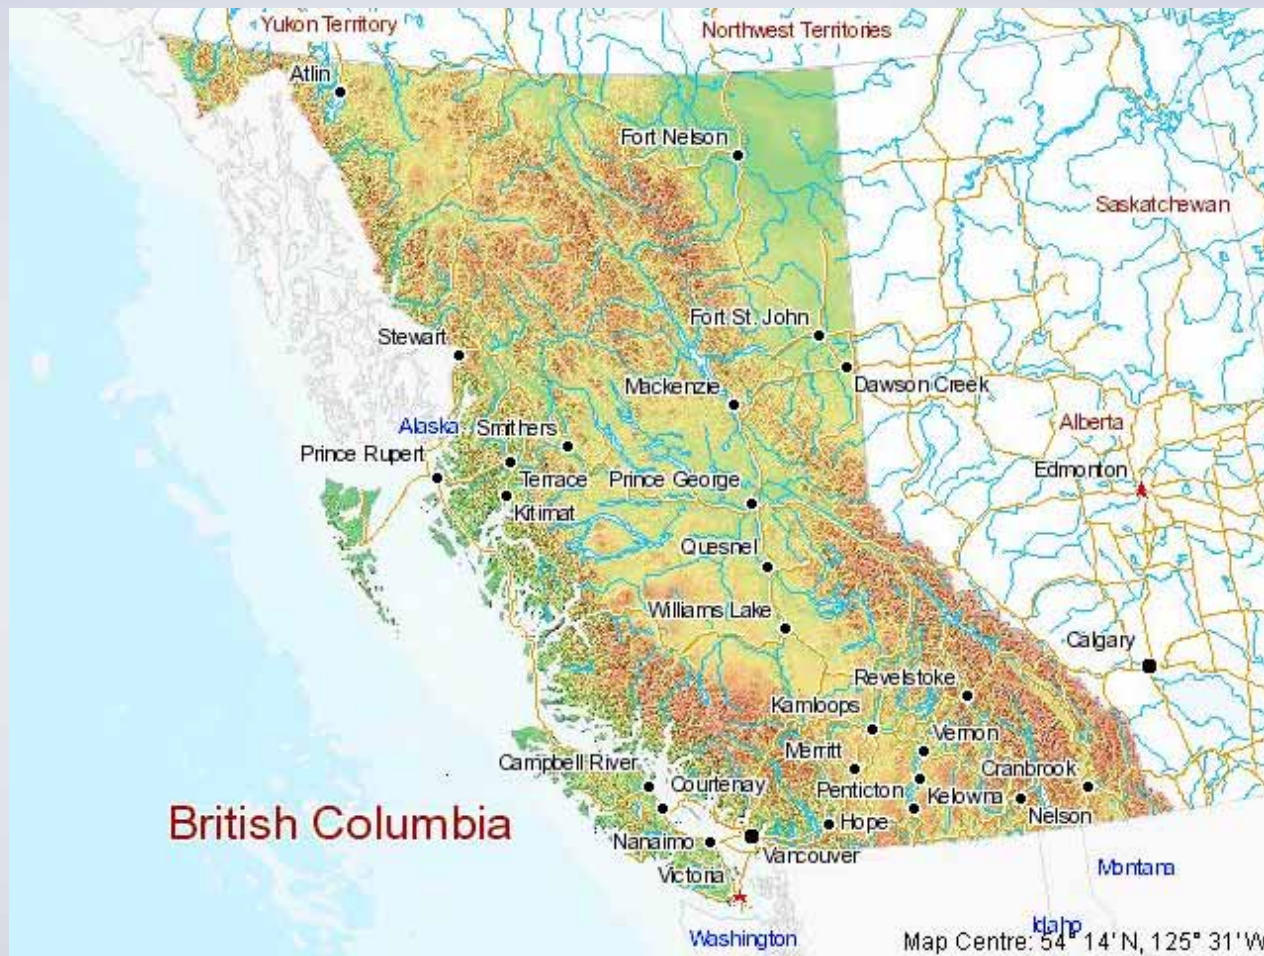 Yukon Territory
Northwest Territories
Atlin
Fort Nelson
Saskatchewan
Fort St. John
Stewart
Dawson Creek
Mackenzie
Alaska
Smithers
Alberta
Prince Rupert
Terrace
Prince George
Edmonton
Kitimat
Quesnel
Williams Lake
Calgary
Revelstoke
Kamloops
Vernon
Merritt
Campbell River
Courtenay
Penticton
Cranbrook
Kelowna
British Columbia
Hope
Nelson
Nanaimo
Vancouver
Victoria
Montana
Idaho
Washington
Map Centre: 54° 14' N, 125° 31' W